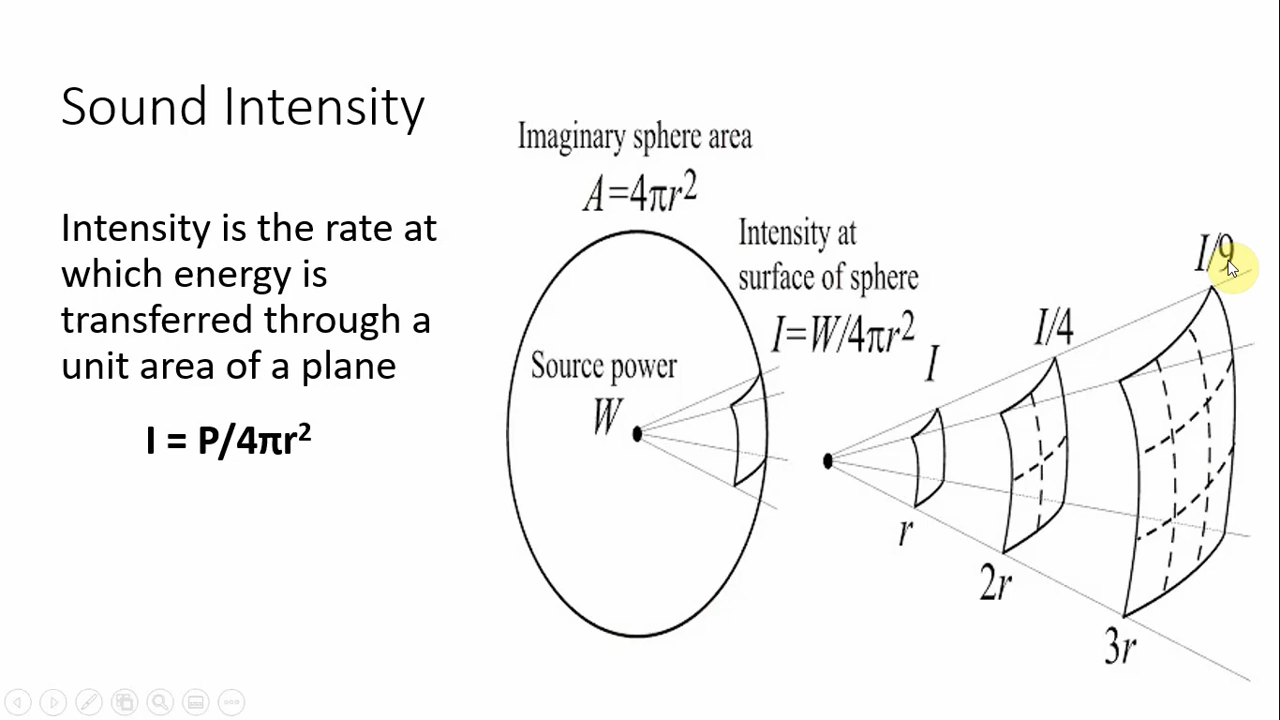 Sound Intensity
Intensity is the rate at
which energy is
transferred through a
unit area of a plane
I = P/4πr²
Imaginary sphere area
A=4πr²
Intensity at
surface of sphere
I=W/4πr²
Source power
W
I
I/4
I/9
r
2r
3r